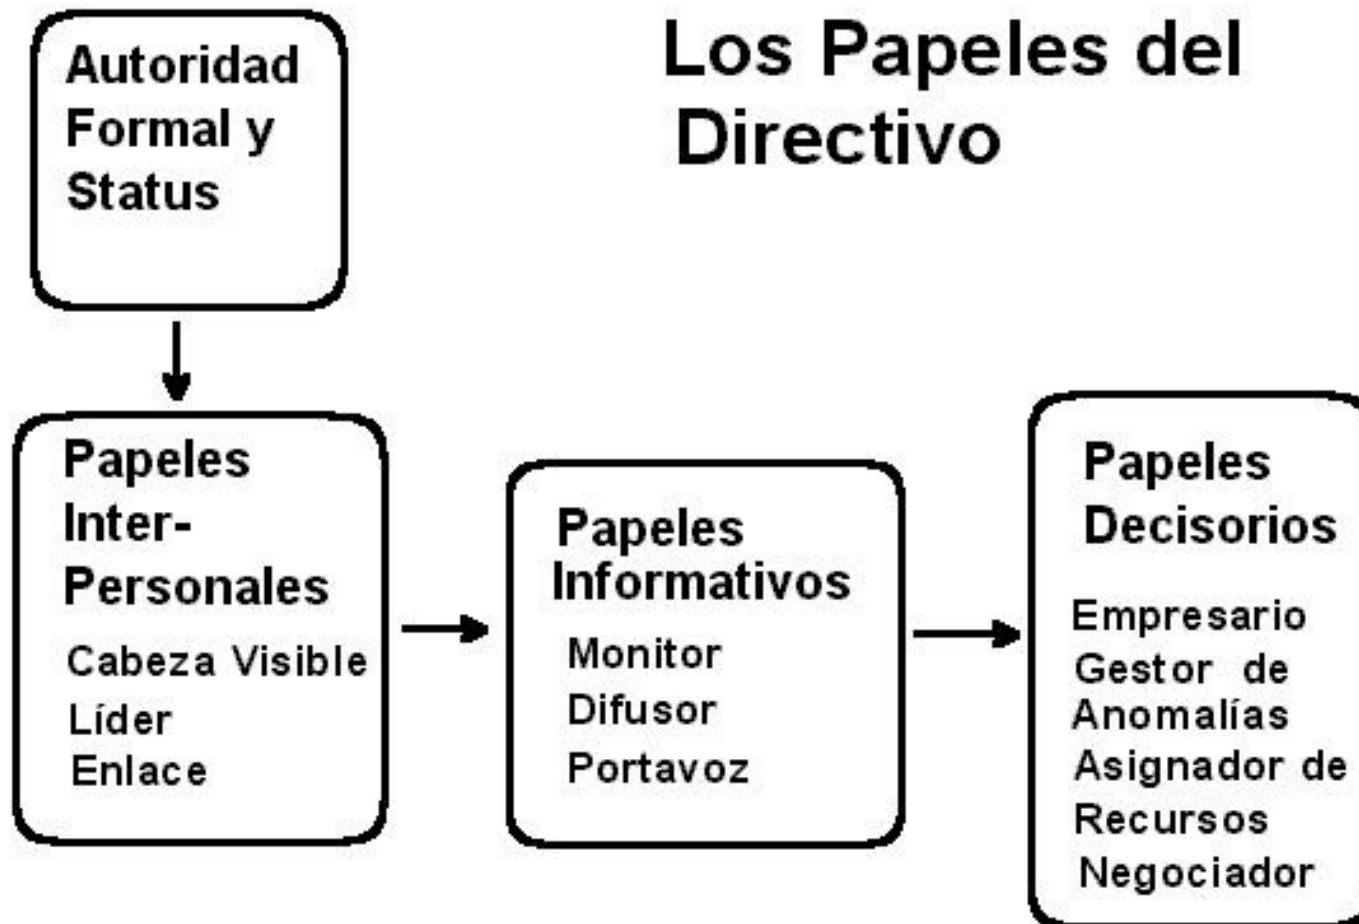 Los Papeles del
Directivo
Autoridad
Formal y
Status
Papeles
Inter-
Personales
Cabeza Visible
Líder
Enlace
Papeles
Informativos
Monitor
Difusor
Portavoz
Papeles
Decisorios
Empresario
Gestor de
Anomalías
Asignador de
Recursos
Negociador